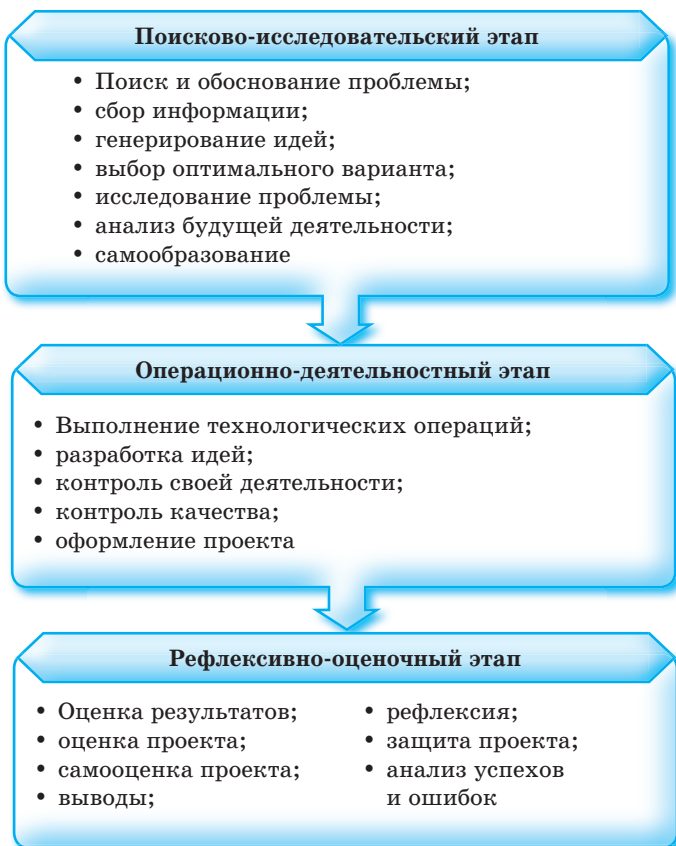 Поисково-исследовательский этап
• Поиск и обоснование проблемы;
• сбор информации;
• генерирование идей;
• выбор оптимального варианта;
• исследование проблемы;
• анализ будущей деятельности;
• самообразование
Операционно-деятельностный этап
• Выполнение технологических операций;
• разработка идей;
• контроль своей деятельности;
• контроль качества;
• оформление проекта
Рефлексивно-оценочный этап
• Оценка результатов;
• оценка проекта;
• самооценка проекта;
• выводы;
• рефлексия;
• защита проекта;
• анализ успехов
и ошибок